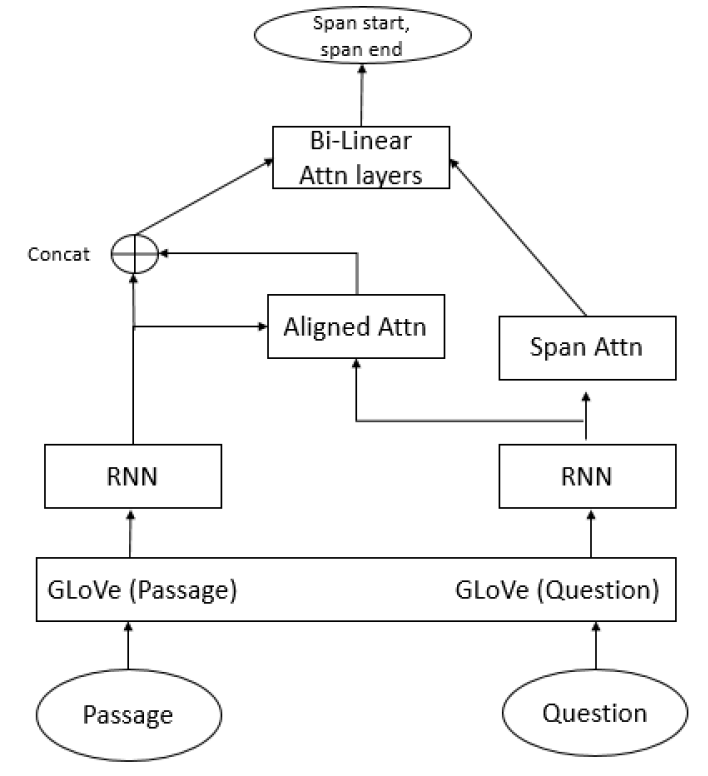 Span start,
span end
Bi-Linear
Attn layers
Concat
Aligned Attn
Span Attn
RNN
RNN
GLoVe (Passage)
GLoVe (Question)
Passage
Question